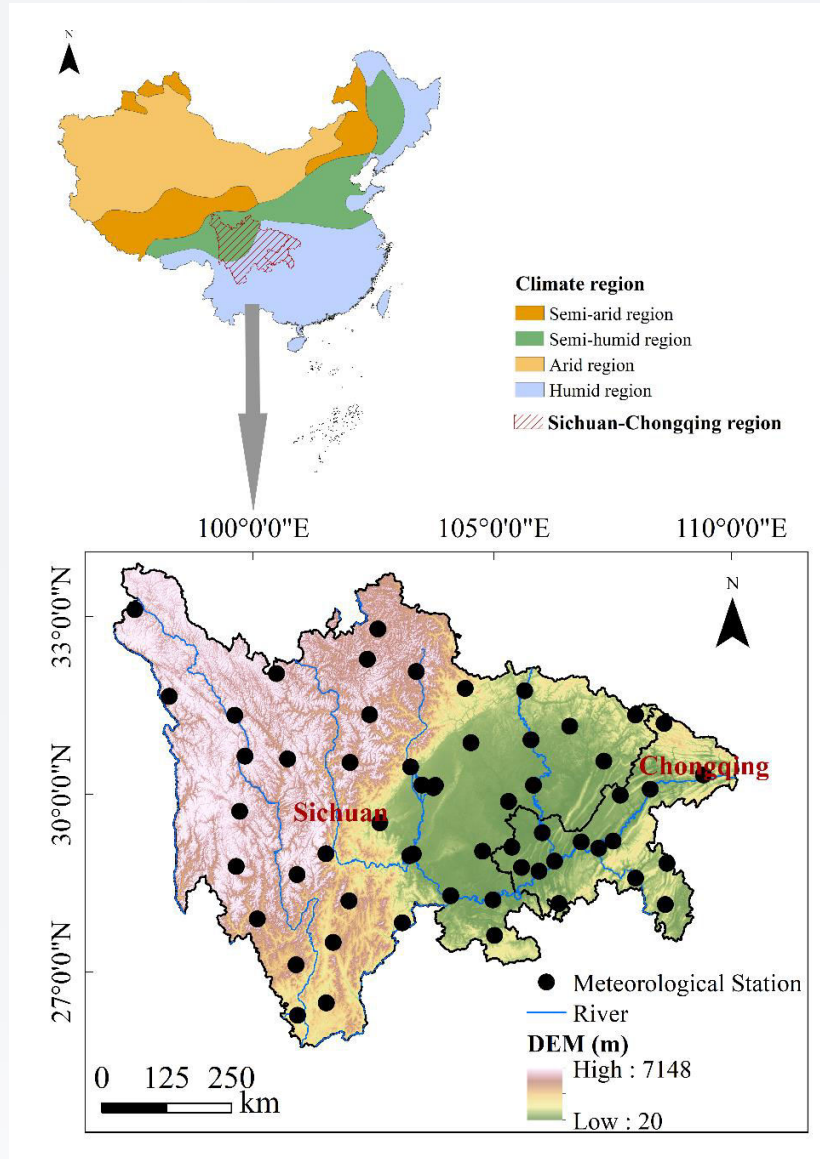 N
Climate region
Semi-arid region
Semi-humid region
Arid region
Humid region
Sichuan-Chongqing region
100°0'0"E 105°0'0"E 110°0'0"E
33°0'0"N
30°0'0"N
27°0'0"N
N
Chongqing
Sichuan
Meteorological Station
River
DEM (m)
High : 7148
Low : 20
0 125 250
km